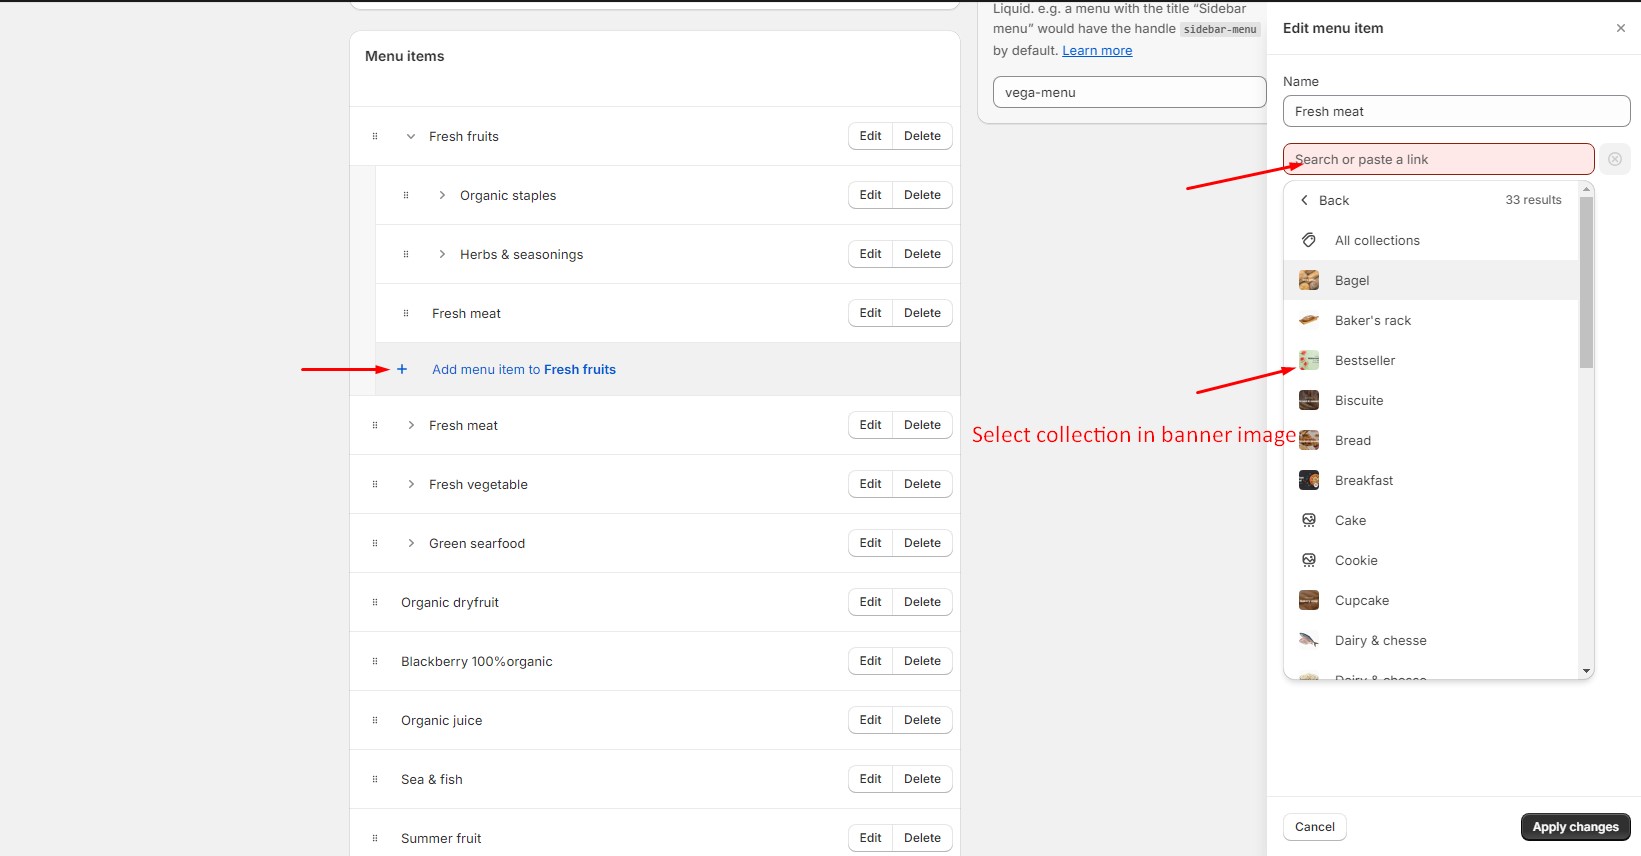 Menu items
Fresh fruits
Edit
Delete
Organic staples
Edit
Delete
Herbs & seasonings
Edit
Delete
Fresh meat
Edit
Delete
Add menu item to Fresh fruits
Fresh meat
Edit
Delete
Fresh vegetable
Edit
Delete
Green searfood
Edit
Delete
Organic dryfruit
Edit
Delete
Blackberry 100%organic
Edit
Delete
Organic juice
Edit
Delete
Sea & fish
Edit
Delete
Summer fruit
Edit
Delete
Liquid. e.g. a menu with the title “Sidebar
menu” would have the handle sidebar-menu
by default. Learn more
vega-menu
Select collection in banner image
Edit menu item
Name
Fresh meat
Search or paste a link
Back
33 results
All collections
Bagel
Baker's rack
Bestseller
Biscuite
Bread
Breakfast
Cake
Cookie
Cupcake
Dairy & chesse
Dairy & chesse
Cancel
Apply changes